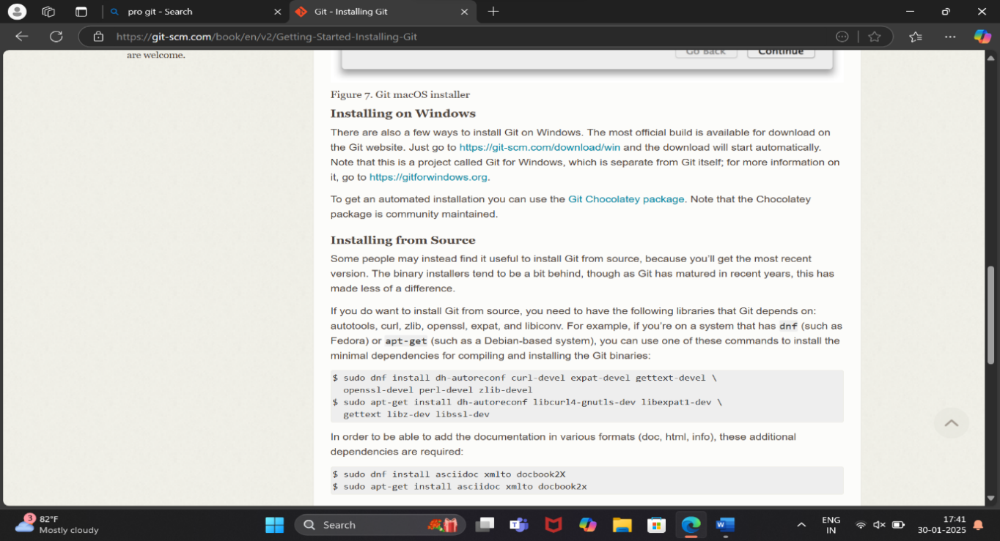 pro git - Search
Git - Installing Git
https://git-scm.com/book/en/v2/Getting-Started-Installing-Git
are welcome.
Go Back
Continue
Figure 7. Git macOS installer
Installing on Windows
There are also a few ways to install Git on Windows. The most official build is available for download on
the Git website. Just go to https://git-scm.com/download/win and the download will start automatically.
Note that this is a project called Git for Windows, which is separate from Git itself; for more information on
it, go to https://gitforwindows.org.
To get an automated installation you can use the Git Chocolatey package. Note that the Chocolatey
package is community maintained.
Installing from Source
Some people may instead find it useful to install Git from source, because you’ll get the most recent
version. The binary installers tend to be a bit behind, though as Git has matured in recent years, this has
made less of a difference.
If you do want to install Git from source, you need to have the following libraries that Git depends on:
autotools, curl, zlib, openssl, expat, and libiconv. For example, if you’re on a system that has dnf (such as
Fedora) or apt-get (such as a Debian-based system), you can use one of these commands to install the
minimal dependencies for compiling and installing the Git binaries:
$ sudo dnf install dh-autoreconf curl-devel expat-devel gettext-devel \
openssl-devel perl-devel zlib-devel
$ sudo apt-get install dh-autoreconf libcurl4-gnutls-dev libexpat1-dev \
gettext libz-dev libssl-dev
In order to be able to add the documentation in various formats (doc, html, info), these additional
dependencies are required:
$ sudo dnf install asciidoc xmlto docbook2X
$ sudo apt-get install asciidoc xmlto docbook2x
3
82°F
Mostly cloudy
Search
ENG
IN
17:41
30-01-2025